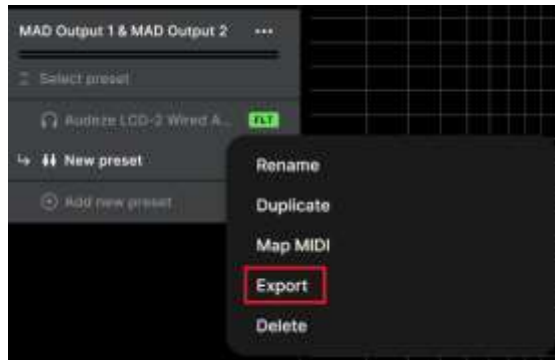 MAD Output 1 & MAD Output 2 •••
Select preset
Audeze LCD-2 Wired A... FLT
New preset
Add new preset
Rename
Duplicate
Map MIDI
Export
Delete